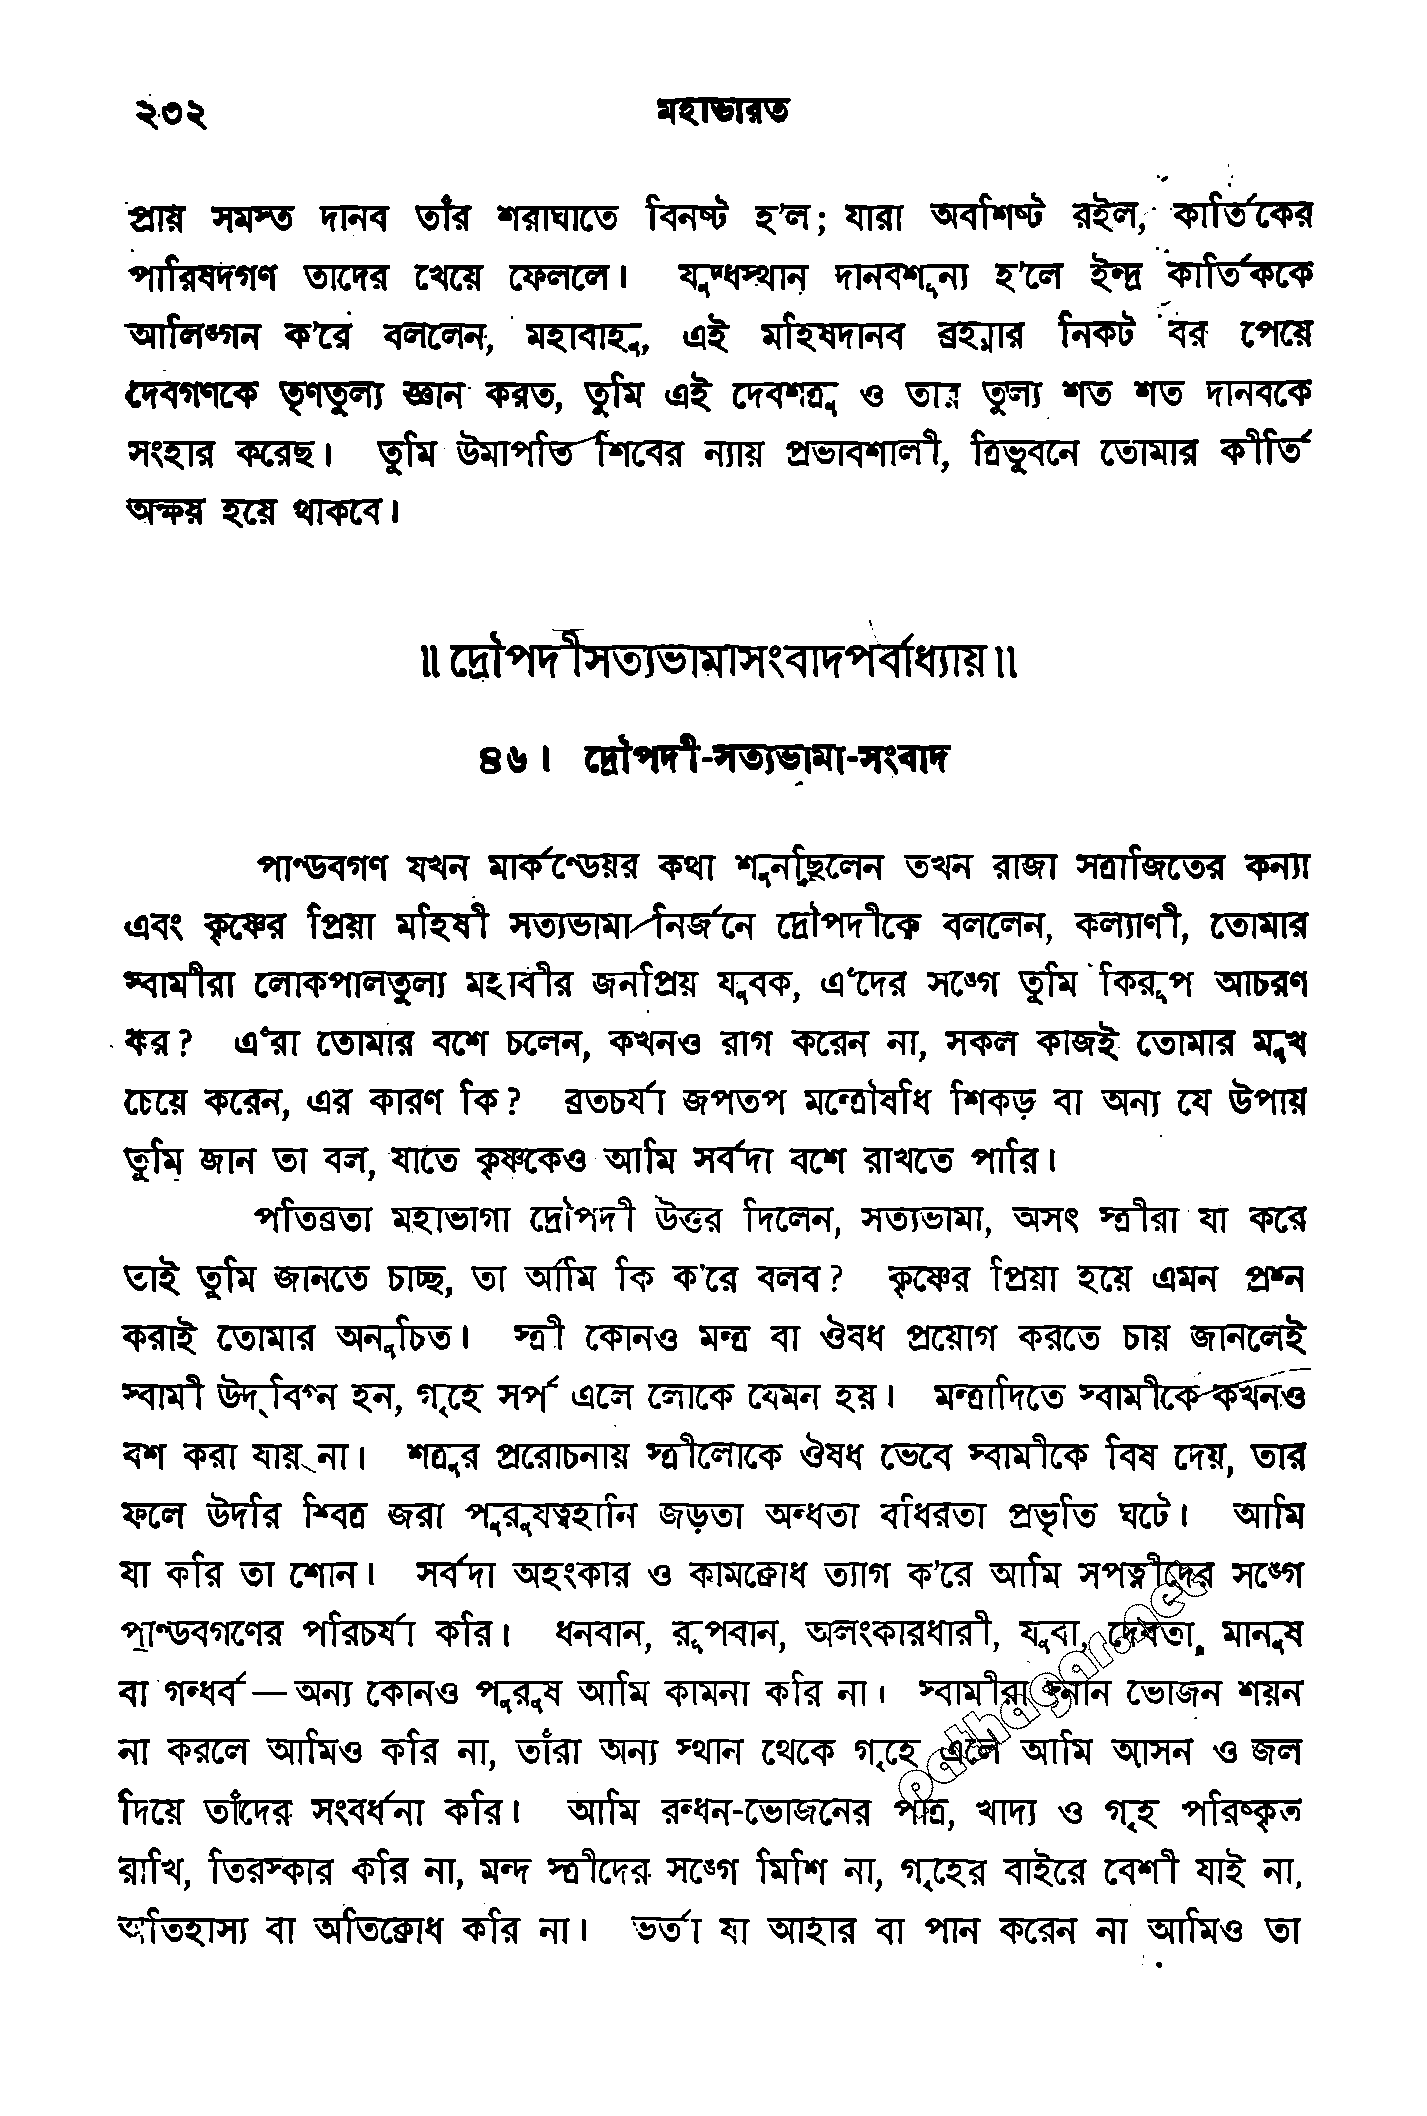 ২৩২ মহাভারত
প্রায় সমস্ত দানব তাঁর শরাঘাতে বিনষ্ট হ'ল; যারা অবশিষ্ট রইল, কার্তিকের
পারিষদগণ তাদের খেয়ে ফেললে। যুদ্ধস্থান দানবশূন্য হ'লে ইন্দ্র কার্তিককে
আলিঙ্গন ক'রে বললেন, মহাবাহু, এই মহিষদানব ব্রহ্মার নিকট বর পেয়ে
দেবগণকে তৃণতুল্য জ্ঞান করত, তুমি এই দেবশত্রু ও তার তুল্য শত শত দানবকে
সংহার করেছ। তুমি উমাপতি শিবের ন্যায় প্রভাবশালী, ত্রিভুবনে তোমার কীর্তি
অক্ষয় হয়ে থাকবে।
॥ দ্রৌপদীসত্যভামাসংবাদপর্বাধ্যায় ॥
৪৬। দ্রৌপদী-সত্যভামা-সংবাদ
পাণ্ডবগণ যখন মার্কণ্ডেয়র কথা শুনছিলেন তখন রাজা সত্রাজিতের কন্যা
এবং কৃষ্ণের প্রিয়া মহিষী সত্যভামা নির্জনে দ্রৌপদীকে বললেন, কল্যাণী, তোমার
স্বামীরা লোকপালতুল্য মহাবীর জনপ্রিয় যুবক, এঁদের সঙ্গে তুমি কিরূপ আচরণ
কর? এঁরা তোমার বশে চলেন, কখনও রাগ করেন না, সকল কাজই তোমার মুখ
চেয়ে করেন, এর কারণ কি? ব্রতচর্যা জপতপ মন্ত্রৌষধি শিকড় বা অন্য যে উপায়
তুমি জান তা বল, যাতে কৃষ্ণকেও আমি সর্বদা বশে রাখতে পারি।
পতিব্রতা মহাভাগা দ্রৌপদী উত্তর দিলেন, সত্যভামা, অসৎ স্ত্রীরা যা করে
তাই তুমি জানতে চাচ্ছ, তা আমি কি ক'রে বলব? কৃষ্ণের প্রিয়া হয়ে এমন প্রশ্ন
করাই তোমার অনুচিত। স্ত্রী কোনও মন্ত্র বা ঔষধ প্রয়োগ করতে চায় জানলেই
স্বামী উদ্‌বিগ্ন হন, গৃহে সর্প এলে লোকে যেমন হয়। মন্ত্রাদিতে স্বামীকে কখনও
বশ করা যায় না। শত্রুর প্ররোচনায় স্ত্রীলোকে ঔষধ ভেবে স্বামীকে বিষ দেয়, তার
ফলে উদরি শ্বিত্র জরা পুরুষত্বহানি জড়তা অন্ধতা বধিরতা প্রভৃতি ঘটে। আমি
যা করি তা শোন। সর্বদা অহংকার ও কামক্রোধ ত্যাগ ক'রে আমি সপত্নীদের সঙ্গে
পাণ্ডবগণের পরিচর্যা করি। ধনবান, রূপবান, অলংকারধারী, যুবা, দেবতা, মানুষ
বা গন্ধর্ব—অন্য কোনও পুরুষ আমি কামনা করি না। স্বামীরা স্নান ভোজন শয়ন
না করলে আমিও করি না, তাঁরা অন্য স্থান থেকে গৃহে এলে আমি আসন ও জল
দিয়ে তাঁদের সংবর্ধনা করি। আমি রন্ধন-ভোজনের পাত্র, খাদ্য ও গৃহ পরিষ্কৃত
রাখি, তিরস্কার করি না, মন্দ স্ত্রীদের সঙ্গে মিশি না, গৃহের বাইরে বেশী যাই না,
অতিহাস্য বা অতিক্রোধ করি না। ভর্তা যা আহার বা পান করেন না আমিও তা
pathagar.net